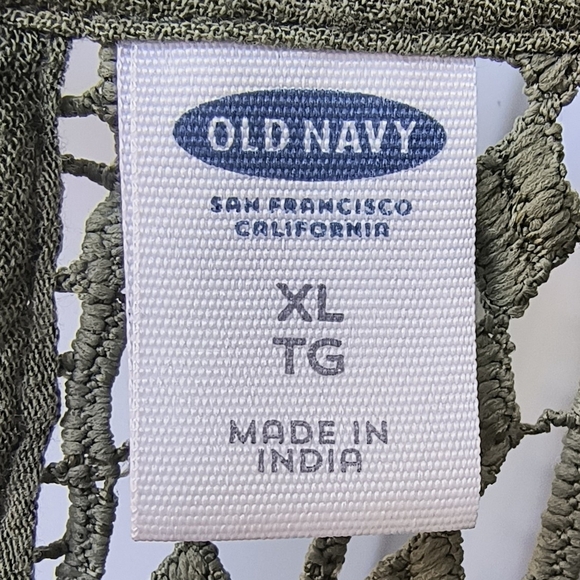 OLD NAVY
SAN FRANCISCO
CALIFORNIA
XL
TG
MADE IN
INDIA